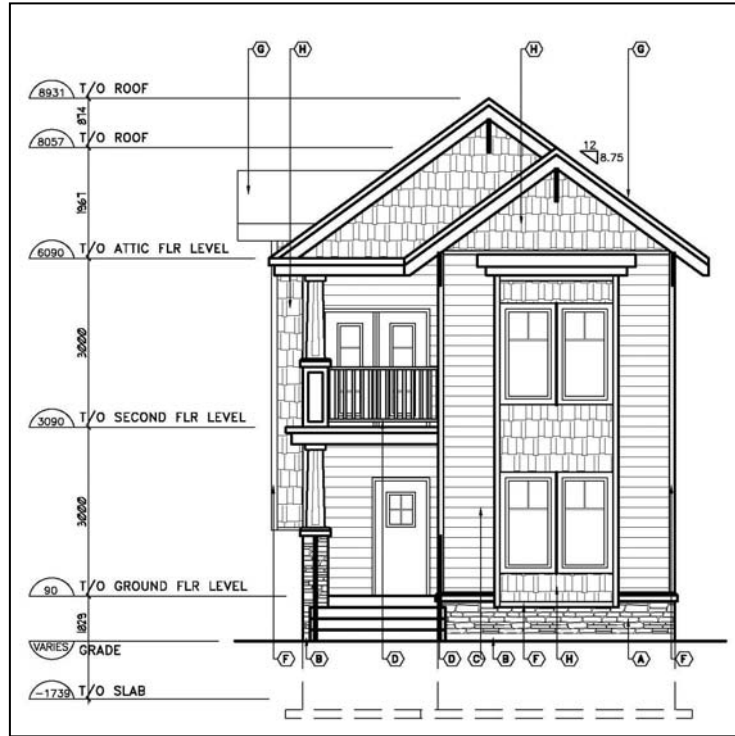 G H H G
8931 T/O ROOF
874
8057 T/O ROOF
12
8.75
1967
6090 T/O ATTIC FLR LEVEL
3000
3090 T/O SECOND FLR LEVEL
3000
90 T/O GROUND FLR LEVEL
1829
VARIES GRADE
F B D D C B F H A F
-1739 T/O SLAB